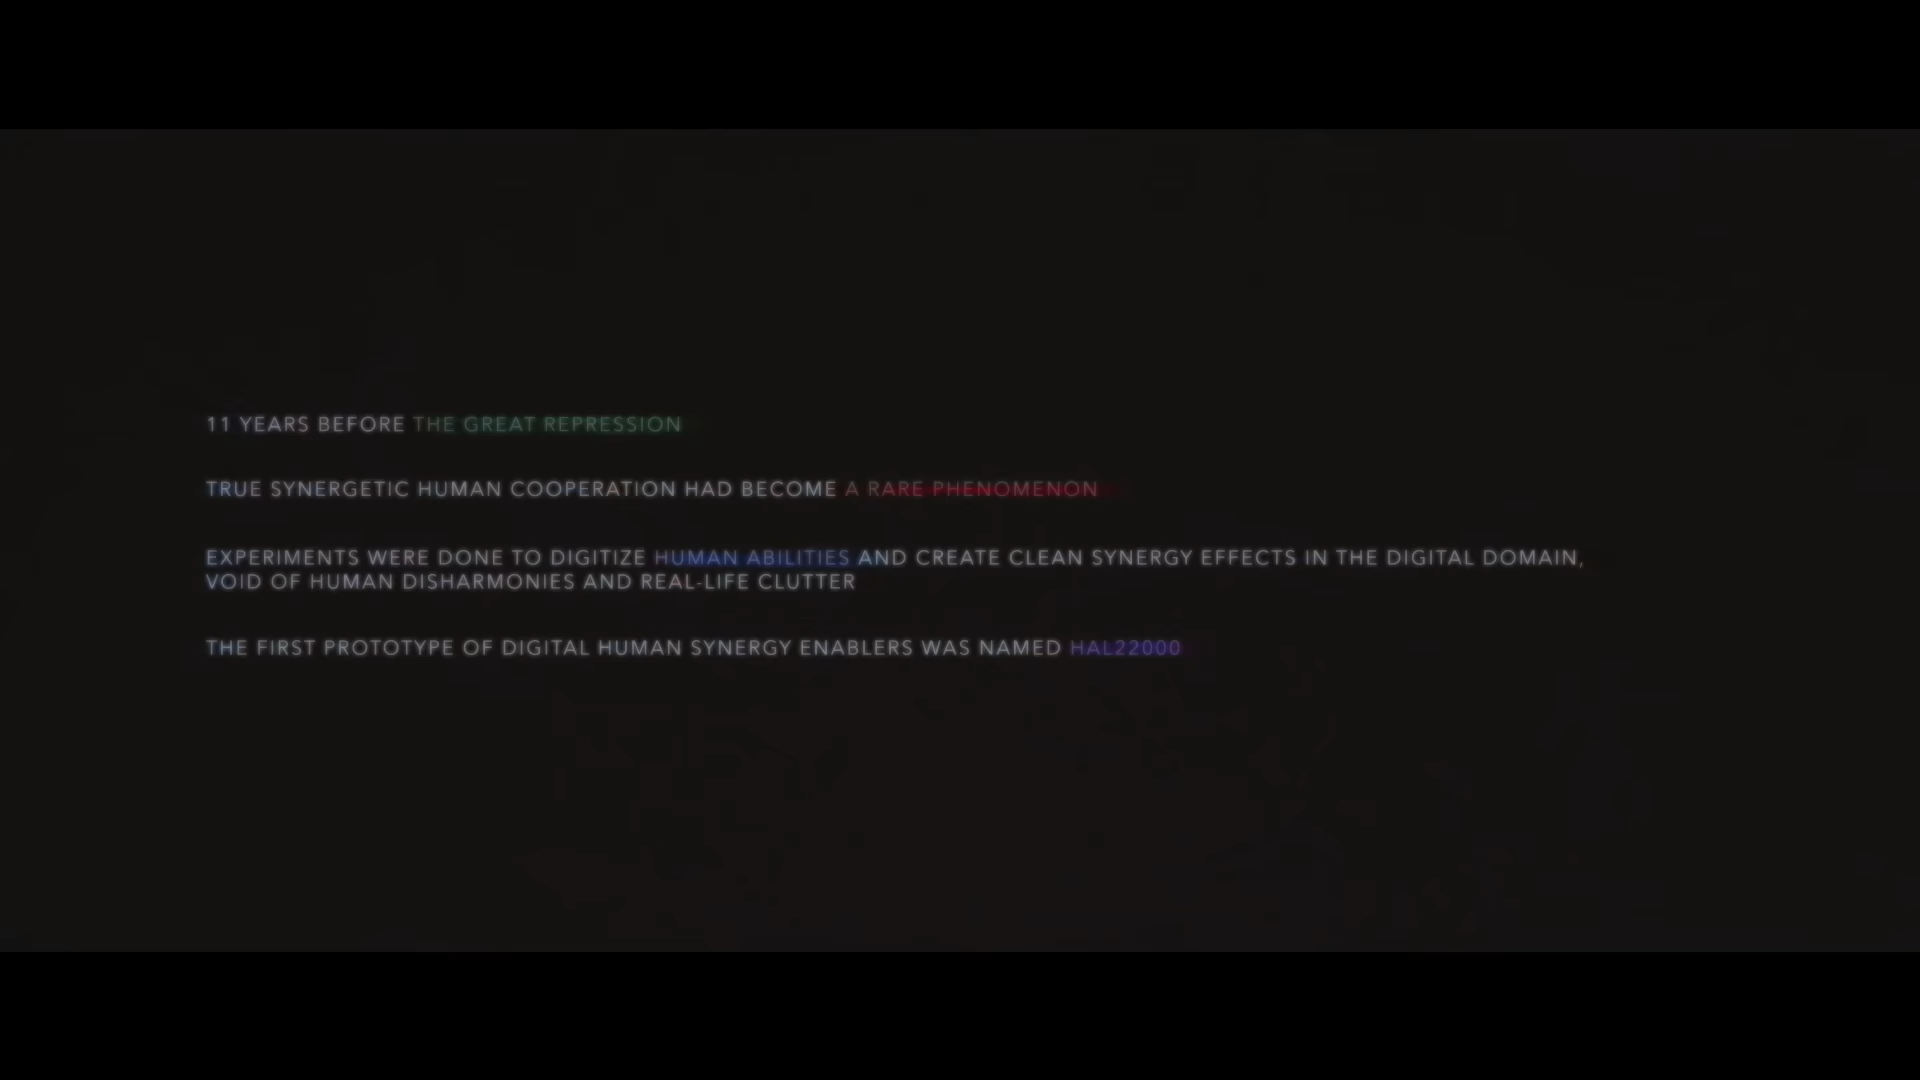 11 YEARS BEFORE THE GREAT REPRESSION
TRUE SYNERGETIC HUMAN COOPERATION HAD BECOME A RARE PHENOMENON
EXPERIMENTS WERE DONE TO DIGITIZE HUMAN ABILITIES AND CREATE CLEAN SYNERGY EFFECTS IN THE DIGITAL DOMAIN,
VOID OF HUMAN DISHARMONIES AND REAL-LIFE CLUTTER
THE FIRST PROTOTYPE OF DIGITAL HUMAN SYNERGY ENABLERS WAS NAMED HAL22000